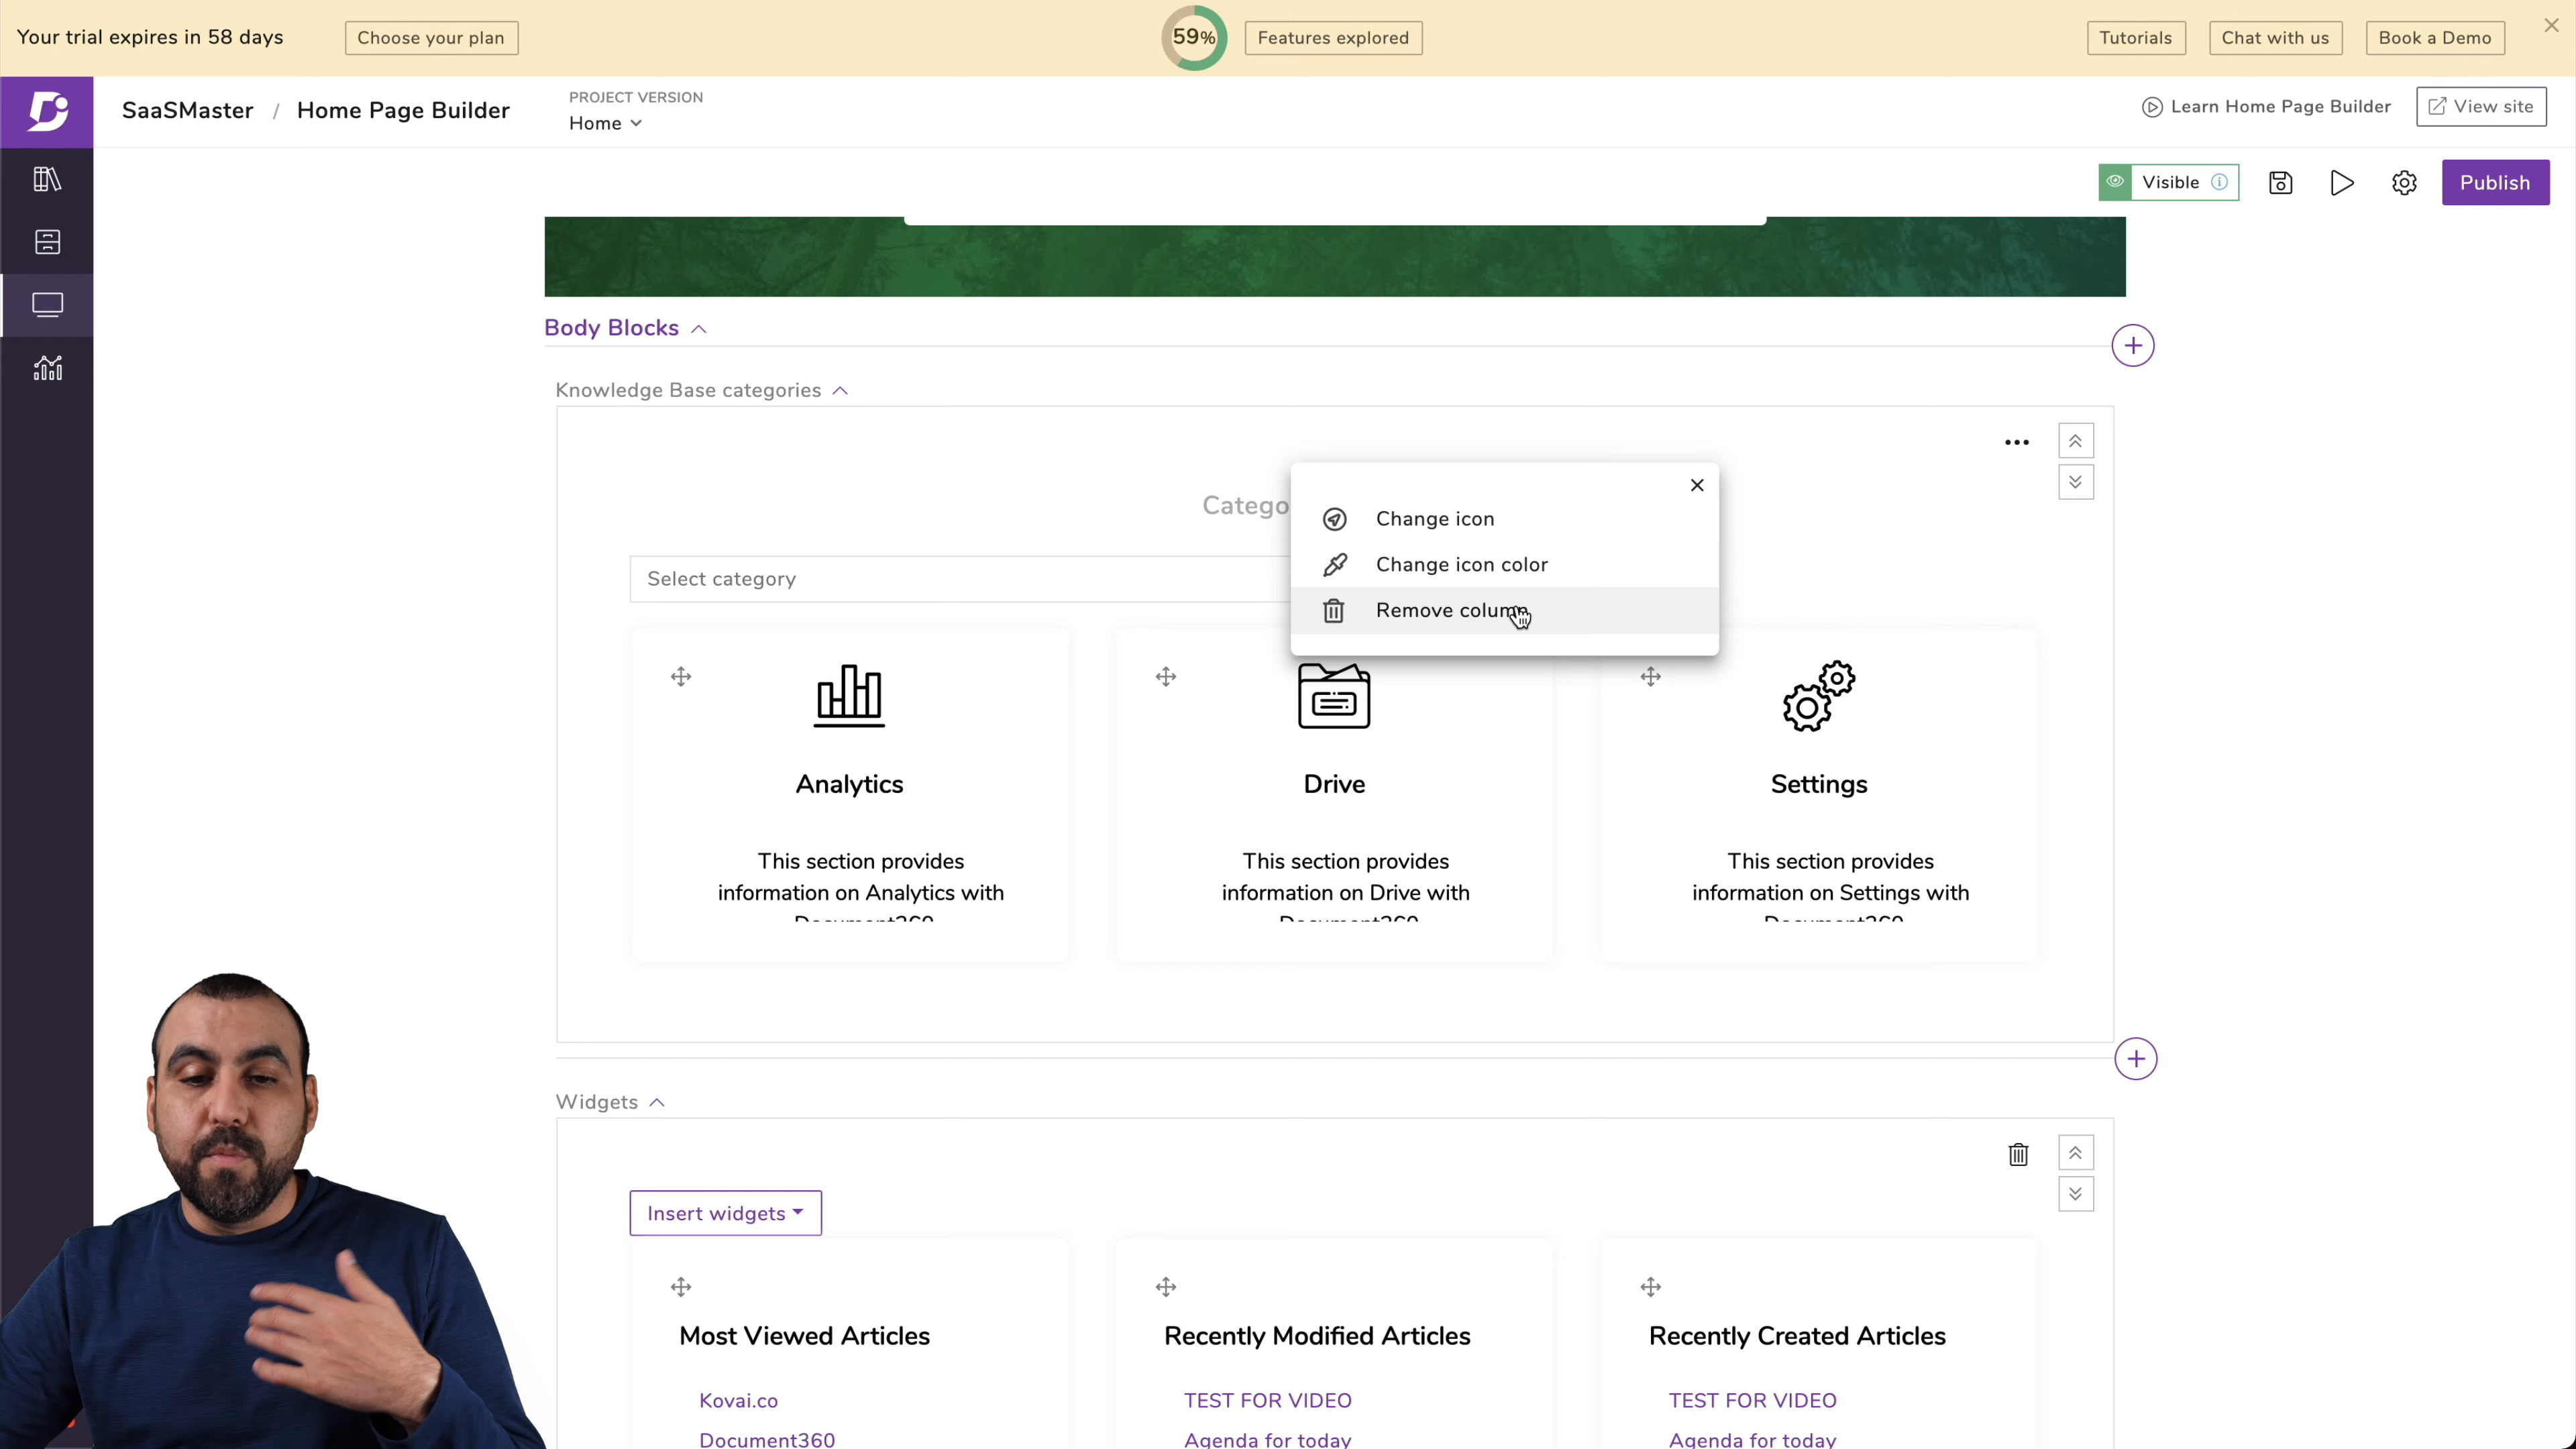 Your trial expires in 58 days
Choose your plan
59%
Features explored
Tutorials
Chat with us
Book a Demo
SaaSMaster / Home Page Builder
PROJECT VERSION
Home
Learn Home Page Builder
View site
Visible
Publish
Body Blocks
Knowledge Base categories
Catego
Change icon
Change icon color
Remove column
Select category
Analytics
This section provides
information on Analytics with
Document360
Drive
This section provides
information on Drive with
Document360
Settings
This section provides
information on Settings with
Document360
Widgets
Insert widgets
Most Viewed Articles
Kovai.co
Document360
Recently Modified Articles
TEST FOR VIDEO
Agenda for today
Recently Created Articles
TEST FOR VIDEO
Agenda for today